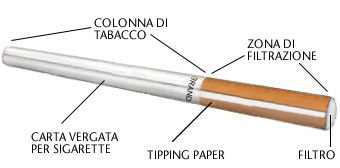 COLONNA DI
TABACCO
ZONA DI
FILTRAZIONE
BRAND
CARTA VERGATA
PER SIGARETTE
TIPPING PAPER
FILTRO